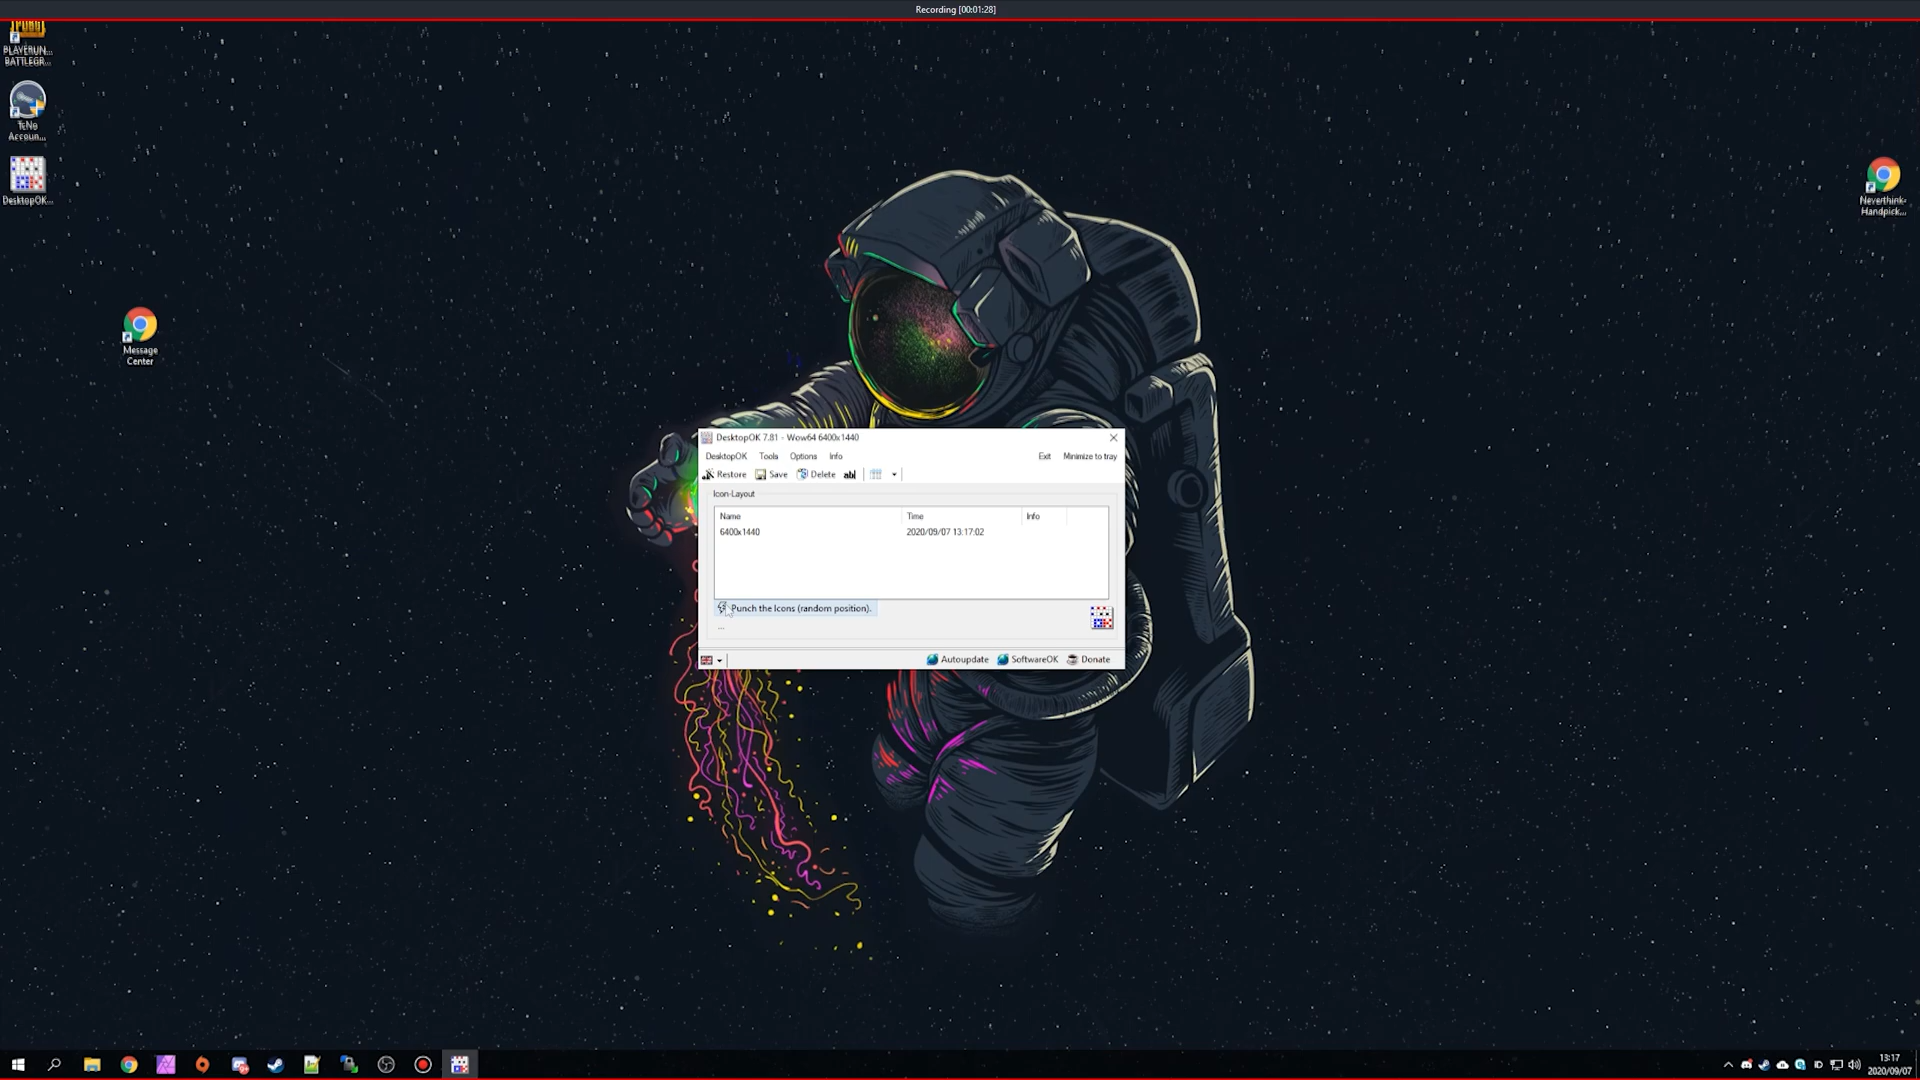 Recording [00:01:28]
PLAYERUN...
BATTLEGR...
TcNo
Accoun...
DesktopOK...
Neverthink-
Handpick...
Message
Center
DesktopOK 7.81 - Wow64 6400x1440
DesktopOK Tools Options Info Exit Minimize to tray
Restore Save Delete abl
Icon-Layout
Name Time Info
6400x1440 2020/09/07 13:17:02
Punch the Icons (random position).
...
Autoupdate SoftwareOK Donate
13:17
2020/09/07